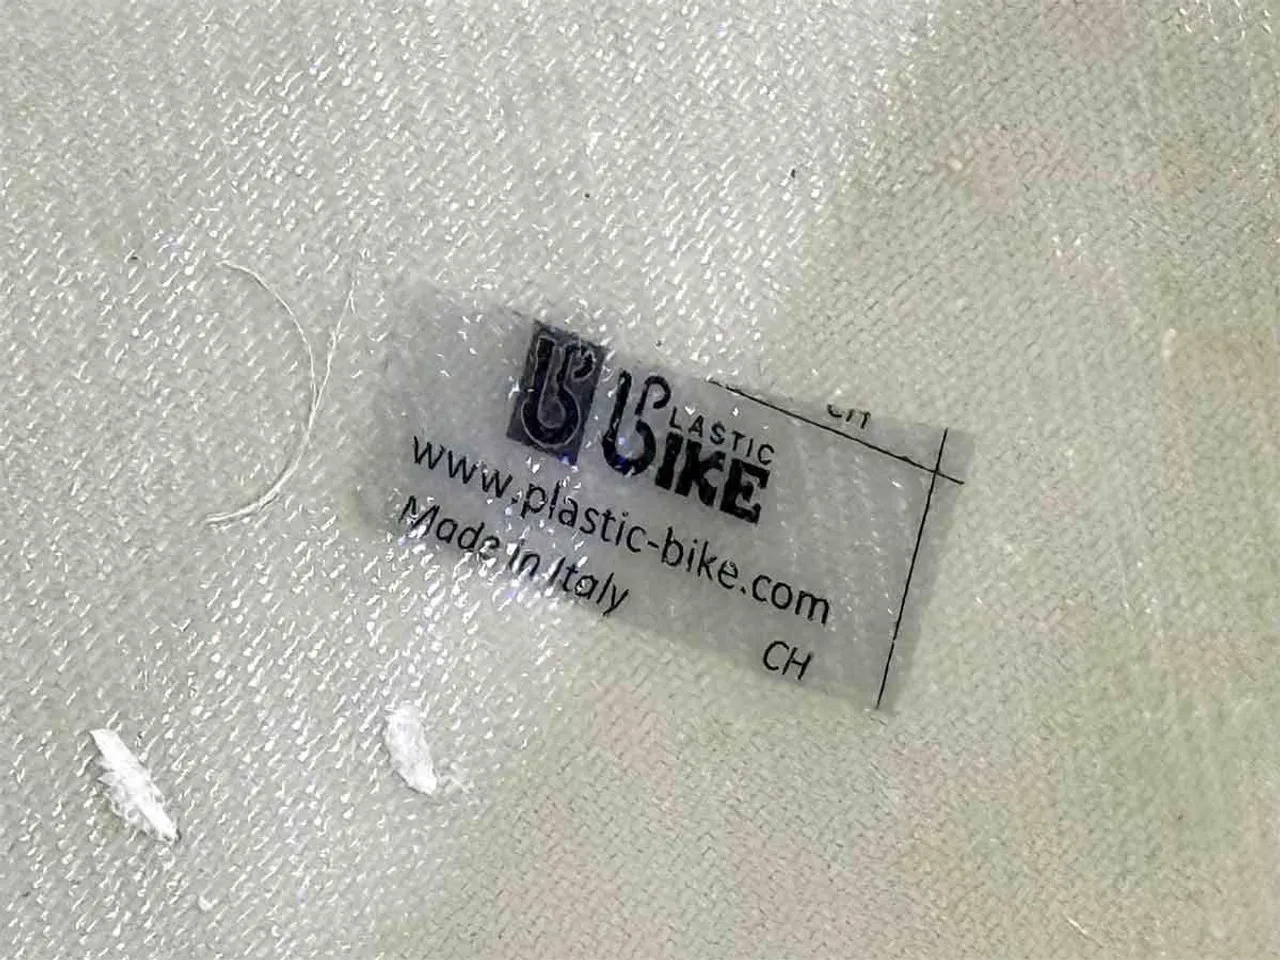 PLASTIC
BIKE
www.plastic-bike.com
Made in Italy
CH